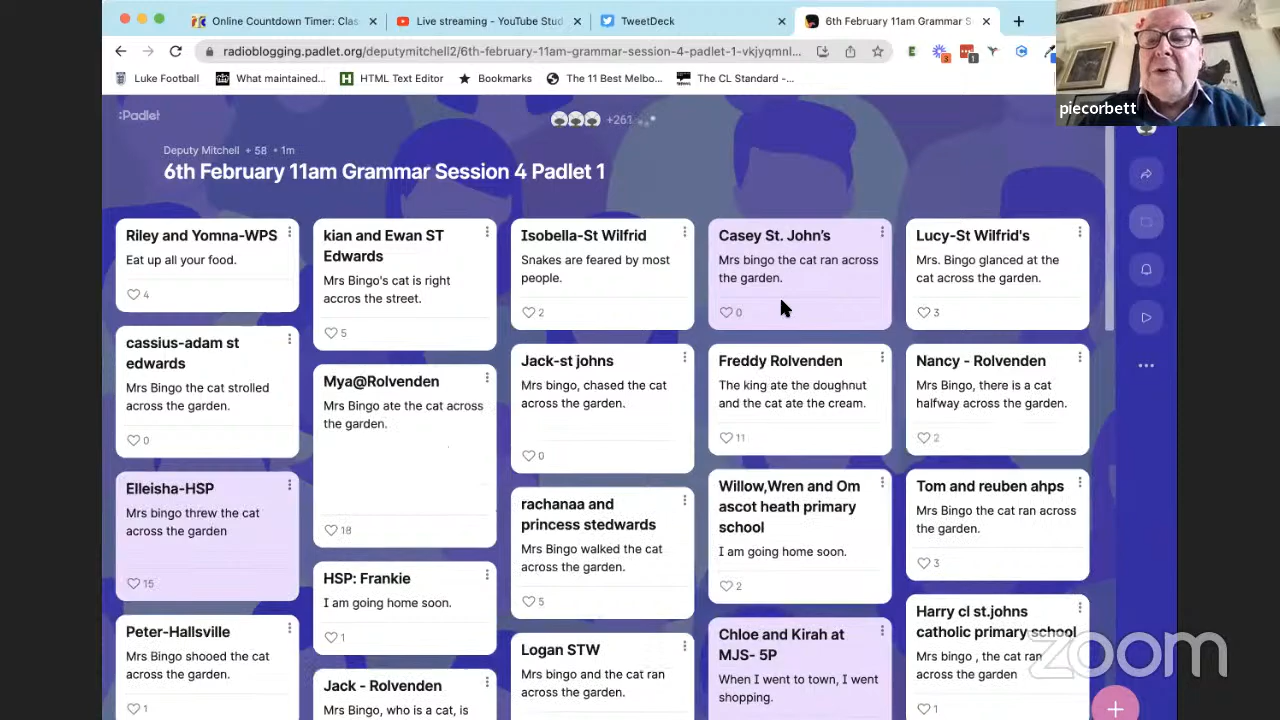 Online Countdown Timer: Clas
Live streaming - YouTube Stud
TweetDeck
6th February 11am Grammar S
radioblogging.padlet.org/deputymitchell2/6th-february-11am-grammar-session-4-padlet-1-vkjyqmnl...
Luke Football
What maintained...
HTML Text Editor
Bookmarks
The 11 Best Melbo...
The CL Standard -...
3
1
piecorbett
:Padlet
+261
Deputy Mitchell + 58 • 1m
6th February 11am Grammar Session 4 Padlet 1
Riley and Yomna-WPS
Eat up all your food.
4
cassius-adam st
edwards
Mrs Bingo the cat strolled
across the garden.
0
Elleisha-HSP
Mrs bingo threw the cat
across the garden
15
Peter-Hallsville
Mrs Bingo shooed the cat
across the garden.
1
kian and Ewan ST
Edwards
Mrs Bingo's cat is right
accros the street.
5
Mya@Rolvenden
Mrs Bingo ate the cat across
the garden.
18
HSP: Frankie
I am going home soon.
1
Jack - Rolvenden
Mrs Bingo, who is a cat, is
Isobella-St Wilfrid
Snakes are feared by most
people.
2
Jack-st johns
Mrs bingo, chased the cat
across the garden.
0
rachanaa and
princess stedwards
Mrs Bingo walked the cat
across the garden.
5
Logan STW
Mrs bingo and the cat ran
across the garden.
Casey St. John's
Mrs bingo the cat ran across
the garden.
0
Freddy Rolvenden
The king ate the doughnut
and the cat ate the cream.
11
Willow,Wren and Om
ascot heath primary
school
I am going home soon.
2
Chloe and Kirah at
MJS- 5P
When I went to town, I went
shopping.
Lucy-St Wilfrid's
Mrs. Bingo glanced at the
cat across the garden.
3
Nancy - Rolvenden
Mrs Bingo, there is a cat
halfway across the garden.
2
Tom and reuben ahps
Mrs Bingo the cat ran across
the garden.
3
Harry cl st.johns
catholic primary school
Mrs bingo , the cat ran
across the garden
1
zoom